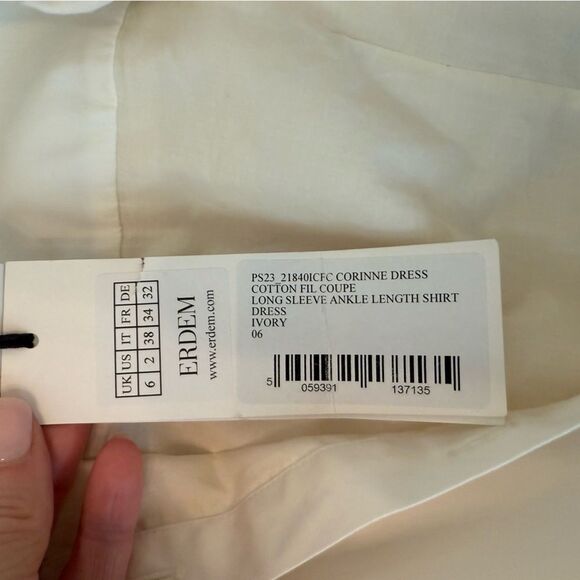 UK US IT FR DE
6 2 38 34 32
ERDEM
www.erdem.com
PS23_21840ICFC CORINNE DRESS
COTTON FIL COUPE
LONG SLEEVE ANKLE LENGTH SHIRT
DRESS
IVORY
06
5 059391 137135